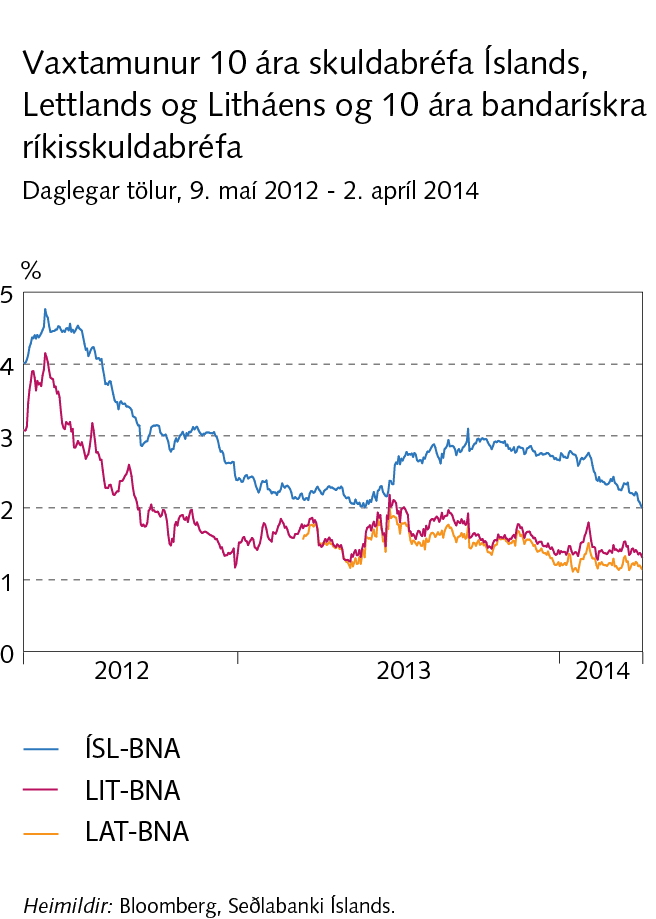 Vaxtamunur 10 ára skuldabréfa Íslands,
Lettlands og Litháens og 10 ára bandarískra
ríkisskuldabréfa
Daglegar tölur, 9. maí 2012 - 2. apríl 2014
%
5
4
3
2
1
0
2012 2013 2014
ÍSL-BNA
LIT-BNA
LAT-BNA
Heimildir: Bloomberg, Seðlabanki Íslands.